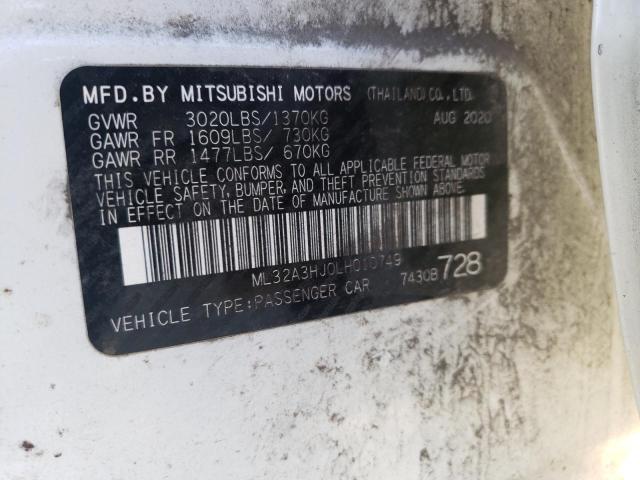 MFD.BY MITSUBISHI MOTORS (THAILAND) CO., LTD.
GVWR 3020LBS/1370KG AUG 2020
GAWR FR 1609LBS/ 730KG
GAWR RR 1477LBS/ 670KG
THIS VEHICLE CONFORMS TO ALL APPLICABLE FEDERAL MOTOR
VEHICLE SAFETY, BUMPER, AND THEFT PREVENTION STANDARDS
IN EFFECT ON THE DATE OF MANUFACTURE SHOWN ABOVE.
ML32A3HJ0LH010749
7430B 728
VEHICLE TYPE:PASSENGER CAR